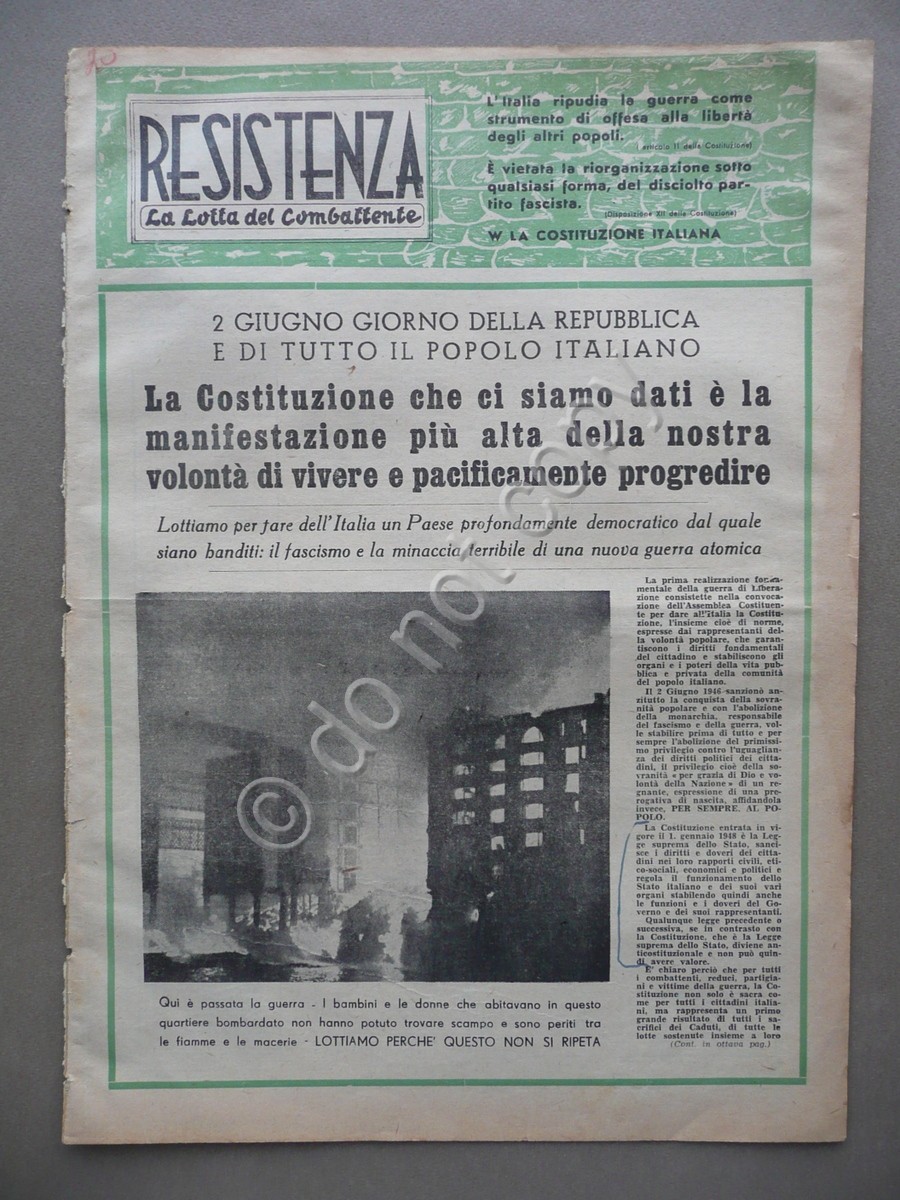 20
RESISTENZA
La Lotta del Combattente
L'Italia ripudia la guerra come
strumento di offesa alla libertà
degli altri popoli.
(articolo 11 della Costituzione)
È vietata la riorganizzazione sotto
qualsiasi forma, del disciolto par-
tito fascista.
(Disposizione XII della Costituzione)
W LA COSTITUZIONE ITALIANA
2 GIUGNO GIORNO DELLA REPUBBLICA
E DI TUTTO IL POPOLO ITALIANO
La Costituzione che ci siamo dati è la
manifestazione più alta della nostra
volontà di vivere e pacificamente progredire
Lottiamo per fare dell'Italia un Paese profondamente democratico dal quale
siano banditi: il fascismo e la minaccia terribile di una nuova guerra atomica
Qui è passata la guerra - I bambini e le donne che abitavano in questo
quartiere bombardato non hanno potuto trovare scampo e sono periti tra
le fiamme e le macerie - LOTTIAMO PERCHE' QUESTO NON SI RIPETA
La prima realizzazione fonda-
mentale della guerra di Libera-
zione consistette nella convoca-
zione dell'Assemblea Costituen-
te per dare all'Italia la Costitu-
zione, l'insieme cioè di norme,
espresse dai rappresentanti del-
la volontà popolare, che garan-
tiscono i diritti fondamentali
del cittadino e stabiliscono gli
organi e i poteri della vita pub-
blica e privata della comunità
del popolo italiano.
Il 2 Giugno 1946 sanzionò an-
zitutto la conquista della sovra-
nità popolare e con l'abolizione
della monarchia, responsabile
del fascismo e della guerra, vol-
le stabilire prima di tutto e per
sempre l'abolizione del primissi-
mo privilegio contro l'uguaglian-
za dei diritti politici dei citta-
dini, il privilegio cioè della so-
vranità « per grazia di Dio e vo-
lontà della Nazione » di un re-
gnante, espressione di una pre-
rogativa di nascita, affidandola
invece, PER SEMPRE, AL PO-
POLO.
La Costituzione entrata in vi-
gore il 1. gennaio 1948 è la Leg-
ge suprema dello Stato, sanci-
sce i diritti e doveri dei citta-
dini nei loro rapporti civili, eti-
co-sociali, economici e politici e
regola il funzionamento dello
Stato italiano e dei suoi vari
organi stabilendo quindi anche
le funzioni e i doveri del Go-
verno e dei suoi rappresentanti.
Qualunque legge precedente o
successiva, se in contrasto con
la Costituzione, che è la Legge
suprema dello Stato, diviene an-
ticostituzionale e non può quin-
di avere valore.
E' chiaro perciò che per tutti
i combattenti, reduci, partigia-
ni e vittime della guerra, la Co-
stituzione non solo è sacra co-
me per tutti i cittadini italia-
ni, ma rappresenta un primo
grande risultato di tutti i sa-
crifici dei Caduti, di tutte le
lotte sostenute insieme a loro
(Cont. in ottava pag.)
© do not copy